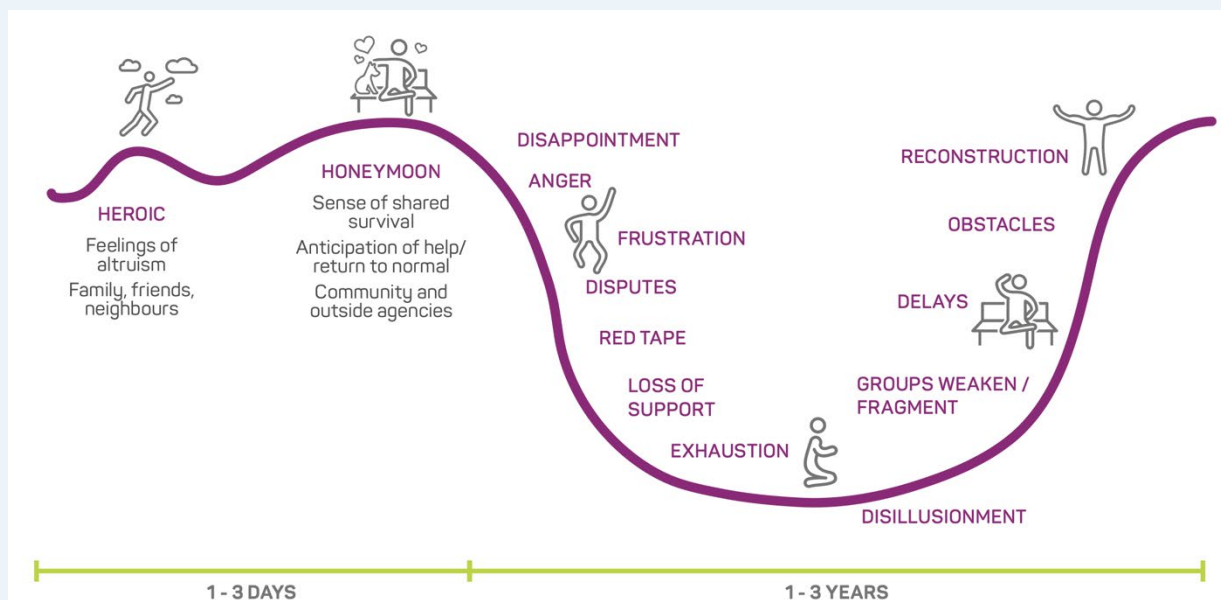 HEROIC
Feelings of
altruism
Family, friends,
neighbours
HONEYMOON
Sense of shared
survival
Anticipation of help/
return to normal
Community and
outside agencies
DISAPPOINTMENT
ANGER
FRUSTRATION
DISPUTES
RED TAPE
LOSS OF
SUPPORT
EXHAUSTION
DISILLUSIONMENT
GROUPS WEAKEN /
FRAGMENT
DELAYS
OBSTACLES
RECONSTRUCTION
1 - 3 DAYS
1 - 3 YEARS